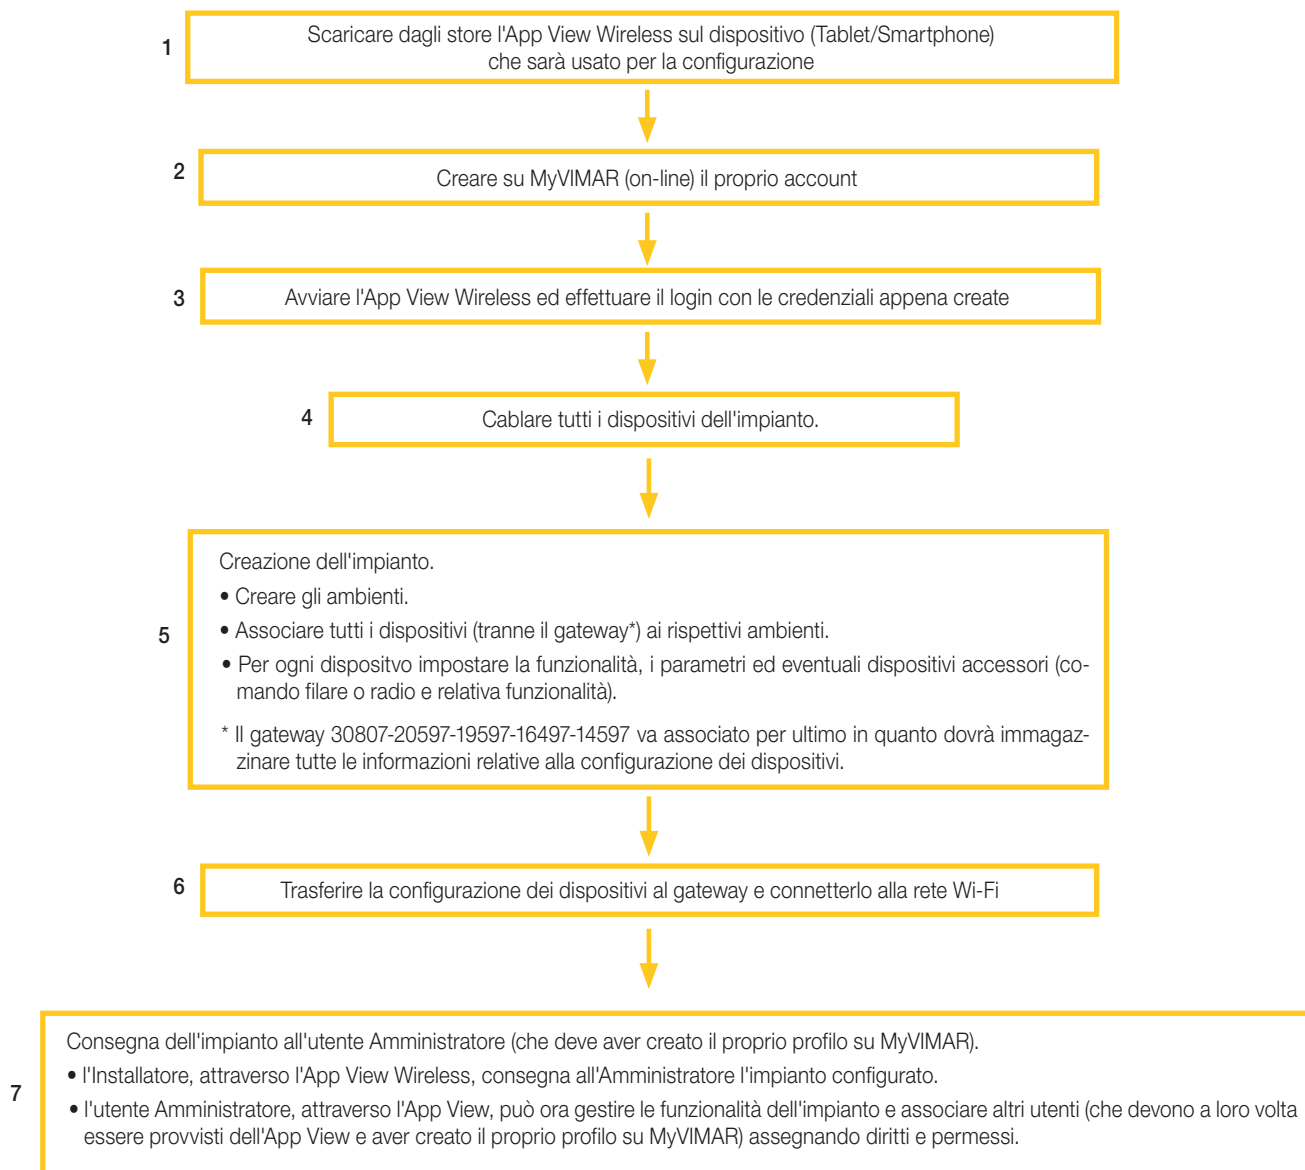 1
Scaricare dagli store l'App View Wireless sul dispositivo (Tablet/Smartphone)
che sarà usato per la configurazione
2
Creare su MyVIMAR (on-line) il proprio account
3
Avviare l'App View Wireless ed effettuare il login con le credenziali appena create
4
Cablare tutti i dispositivi dell'impianto.
5
Creazione dell'impianto.
• Creare gli ambienti.
• Associare tutti i dispositivi (tranne il gateway*) ai rispettivi ambienti.
• Per ogni dispositvo impostare la funzionalità, i parametri ed eventuali dispositivi accessori (co-
mando filare o radio e relativa funzionalità).
* Il gateway 30807-20597-19597-16497-14597 va associato per ultimo in quanto dovrà immagaz-
zinare tutte le informazioni relative alla configurazione dei dispositivi.
6
Trasferire la configurazione dei dispositivi al gateway e connetterlo alla rete Wi-Fi
7
Consegna dell'impianto all'utente Amministratore (che deve aver creato il proprio profilo su MyVIMAR).
• l'Installatore, attraverso l'App View Wireless, consegna all'Amministratore l'impianto configurato.
• l'utente Amministratore, attraverso l'App View, può ora gestire le funzionalità dell'impianto e associare altri utenti (che devono a loro volta
essere provvisti dell'App View e aver creato il proprio profilo su MyVIMAR) assegnando diritti e permessi.